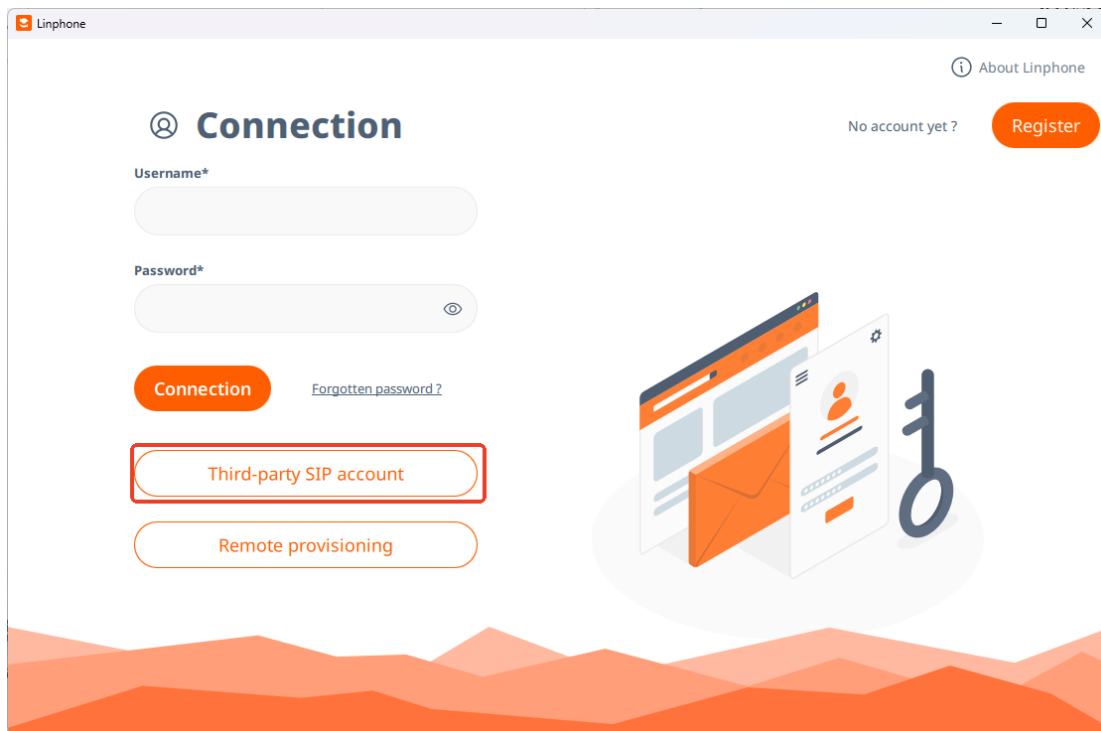 Linphone
About Linphone
Connection
No account yet ?
Register
Username*
Password*
Connection
Forgotten password ?
Third-party SIP account
Remote provisioning